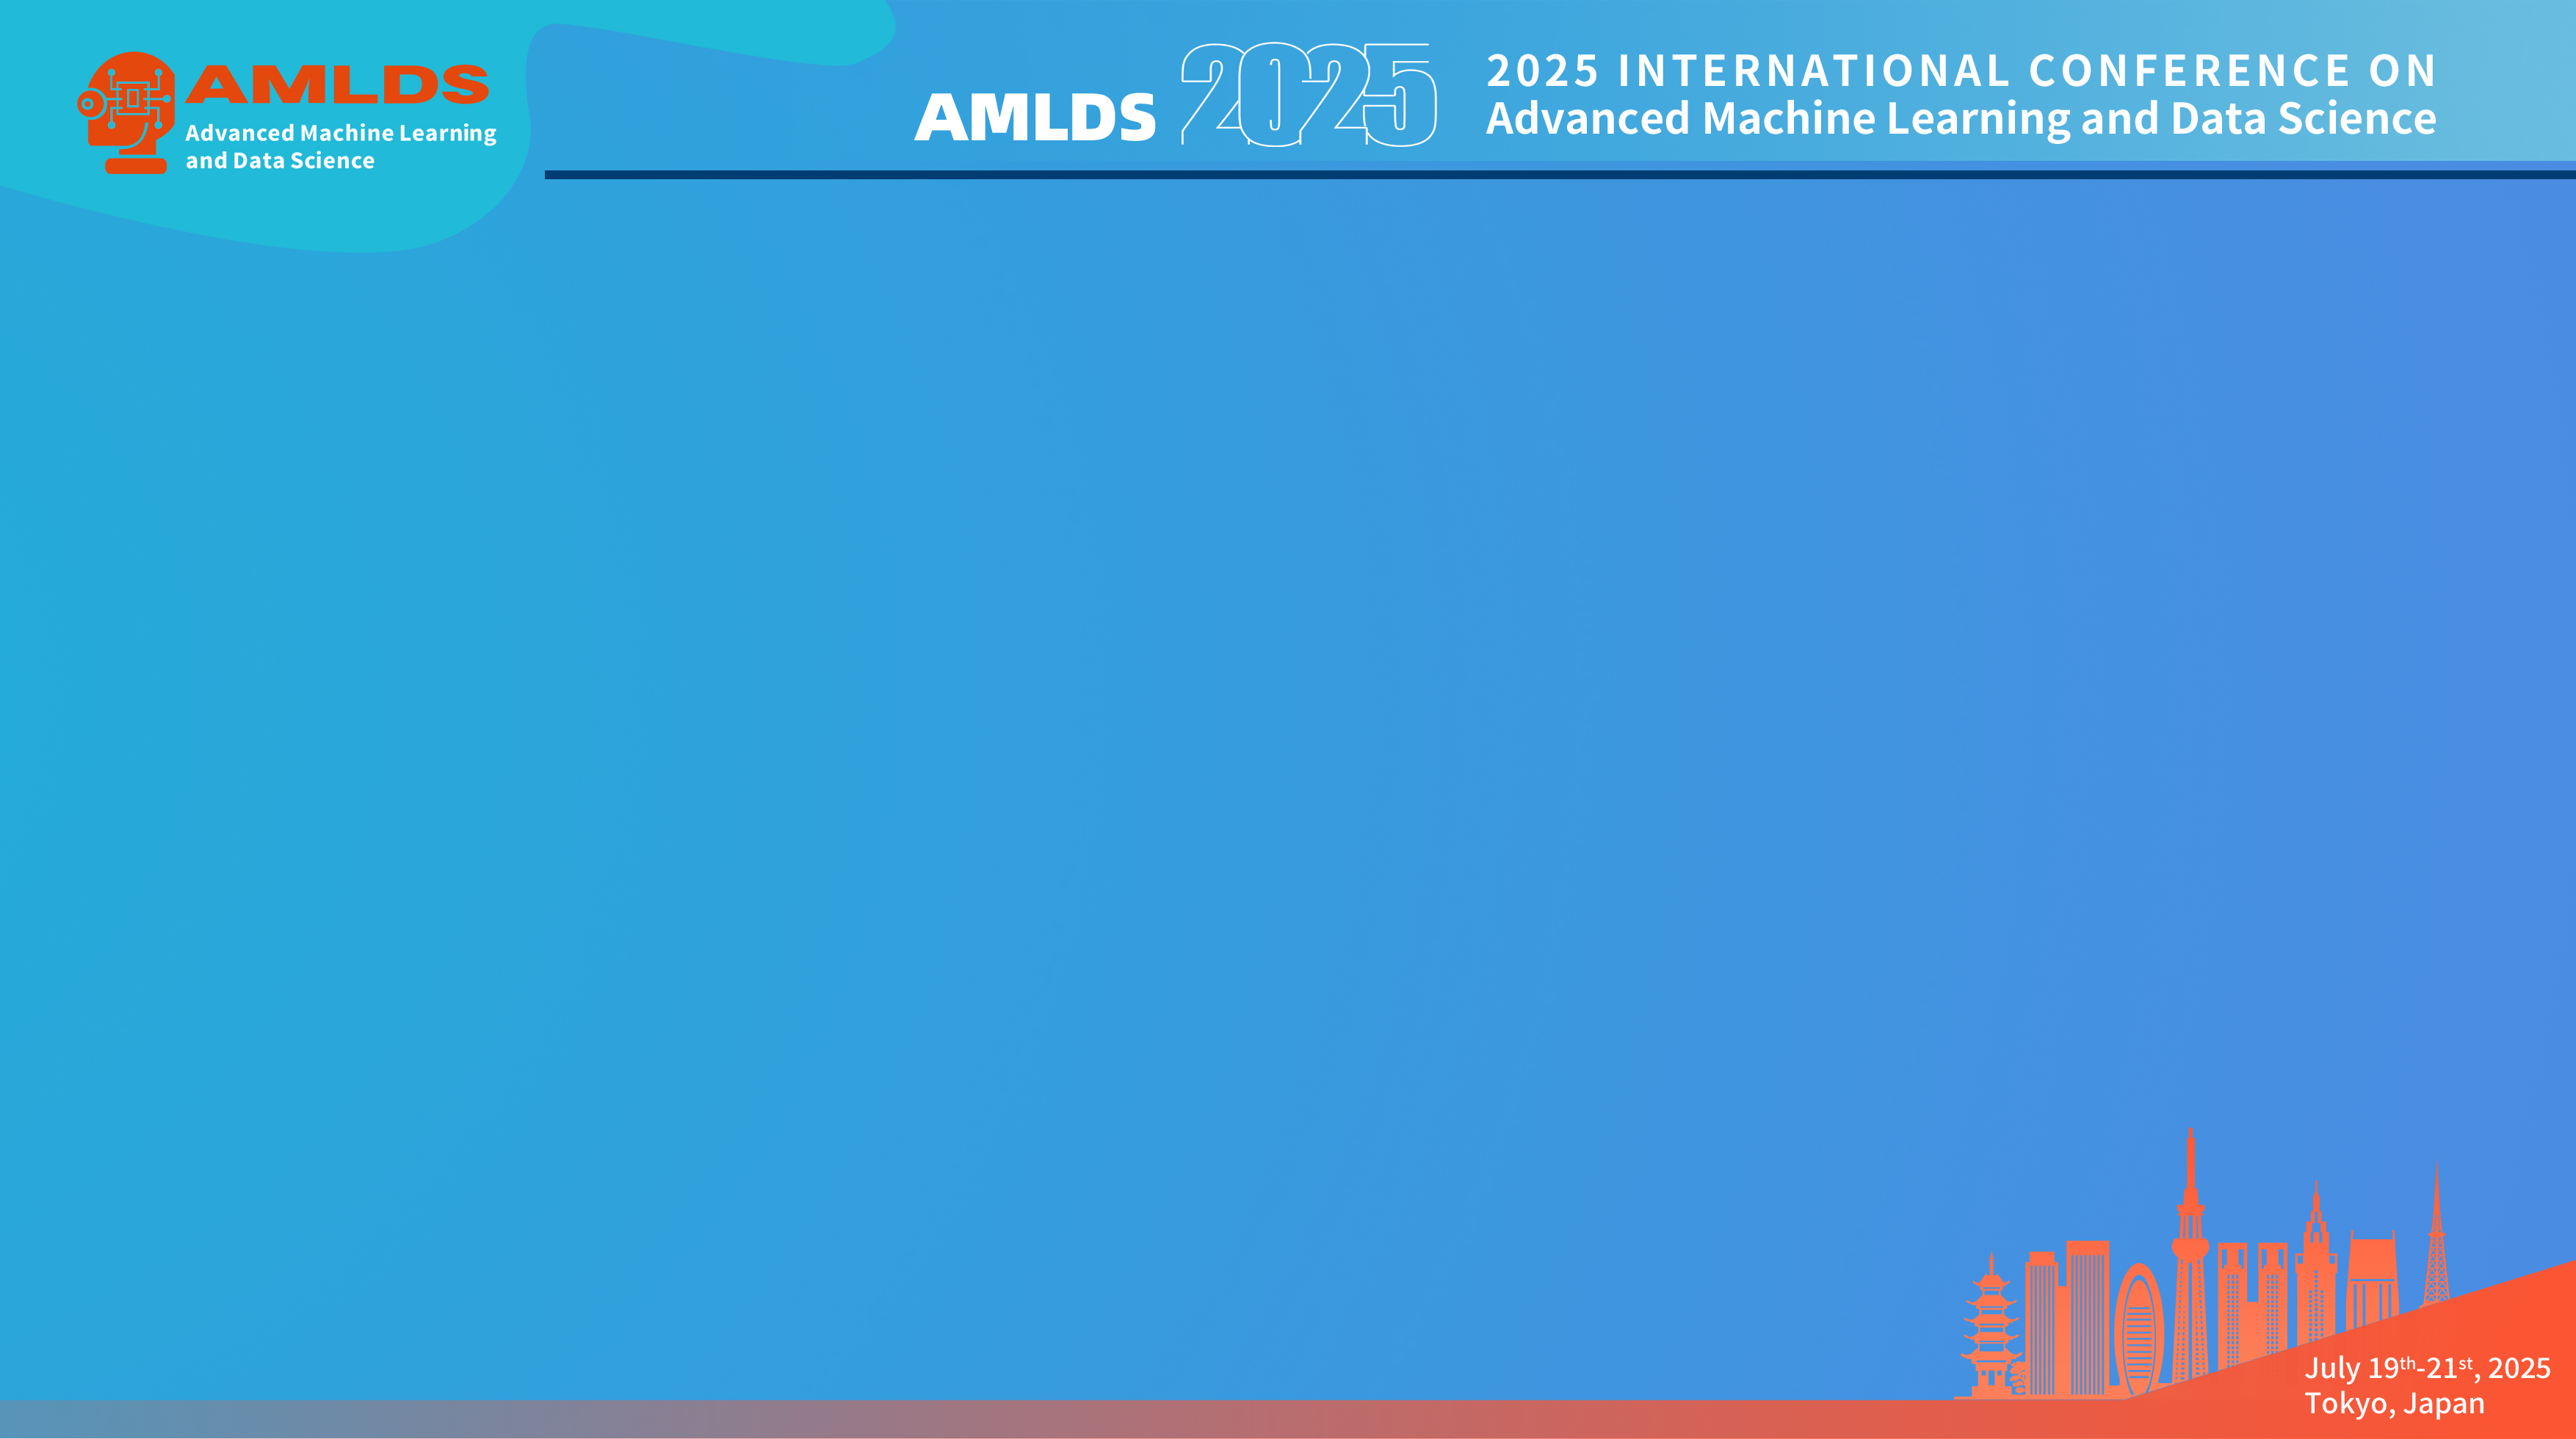 AMLDS
Advanced Machine Learning
and Data Science
AMLDS 2025
2025 INTERNATIONAL CONFERENCE ON
Advanced Machine Learning and Data Science
July 19th-21st, 2025
Tokyo, Japan